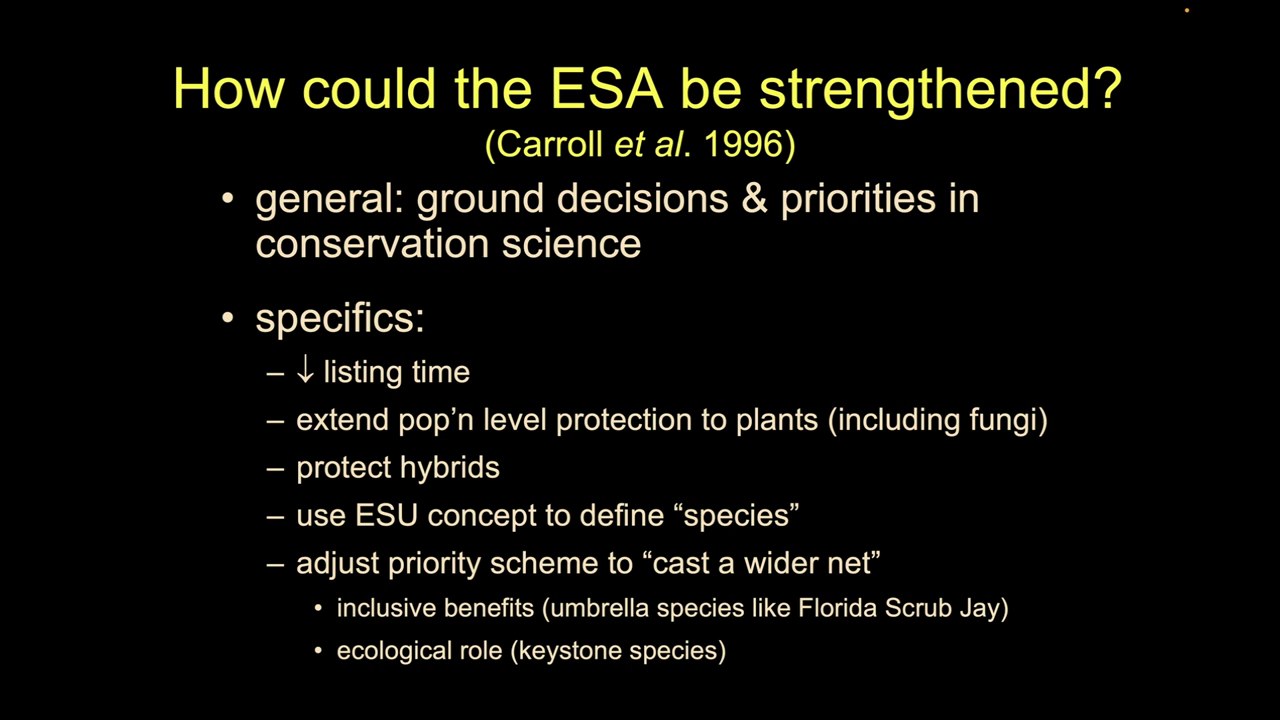 How could the ESA be strengthened?
(Carroll et al. 1996)
• general: ground decisions & priorities in
conservation science
• specifics:
– ↓ listing time
– extend pop’n level protection to plants (including fungi)
– protect hybrids
– use ESU concept to define “species”
– adjust priority scheme to “cast a wider net”
• inclusive benefits (umbrella species like Florida Scrub Jay)
• ecological role (keystone species)